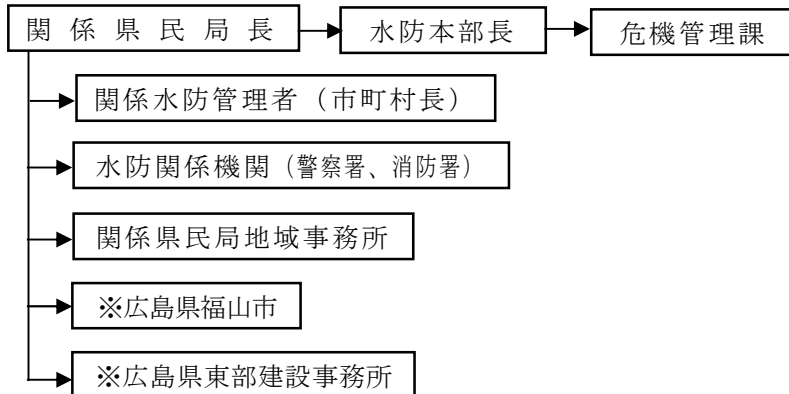 関係県民局長
水防本部長
危機管理課
関係水防管理者（市町村長）
水防関係機関（警察署、消防署）
関係県民局地域事務所
※広島県福山市
※広島県東部建設事務所